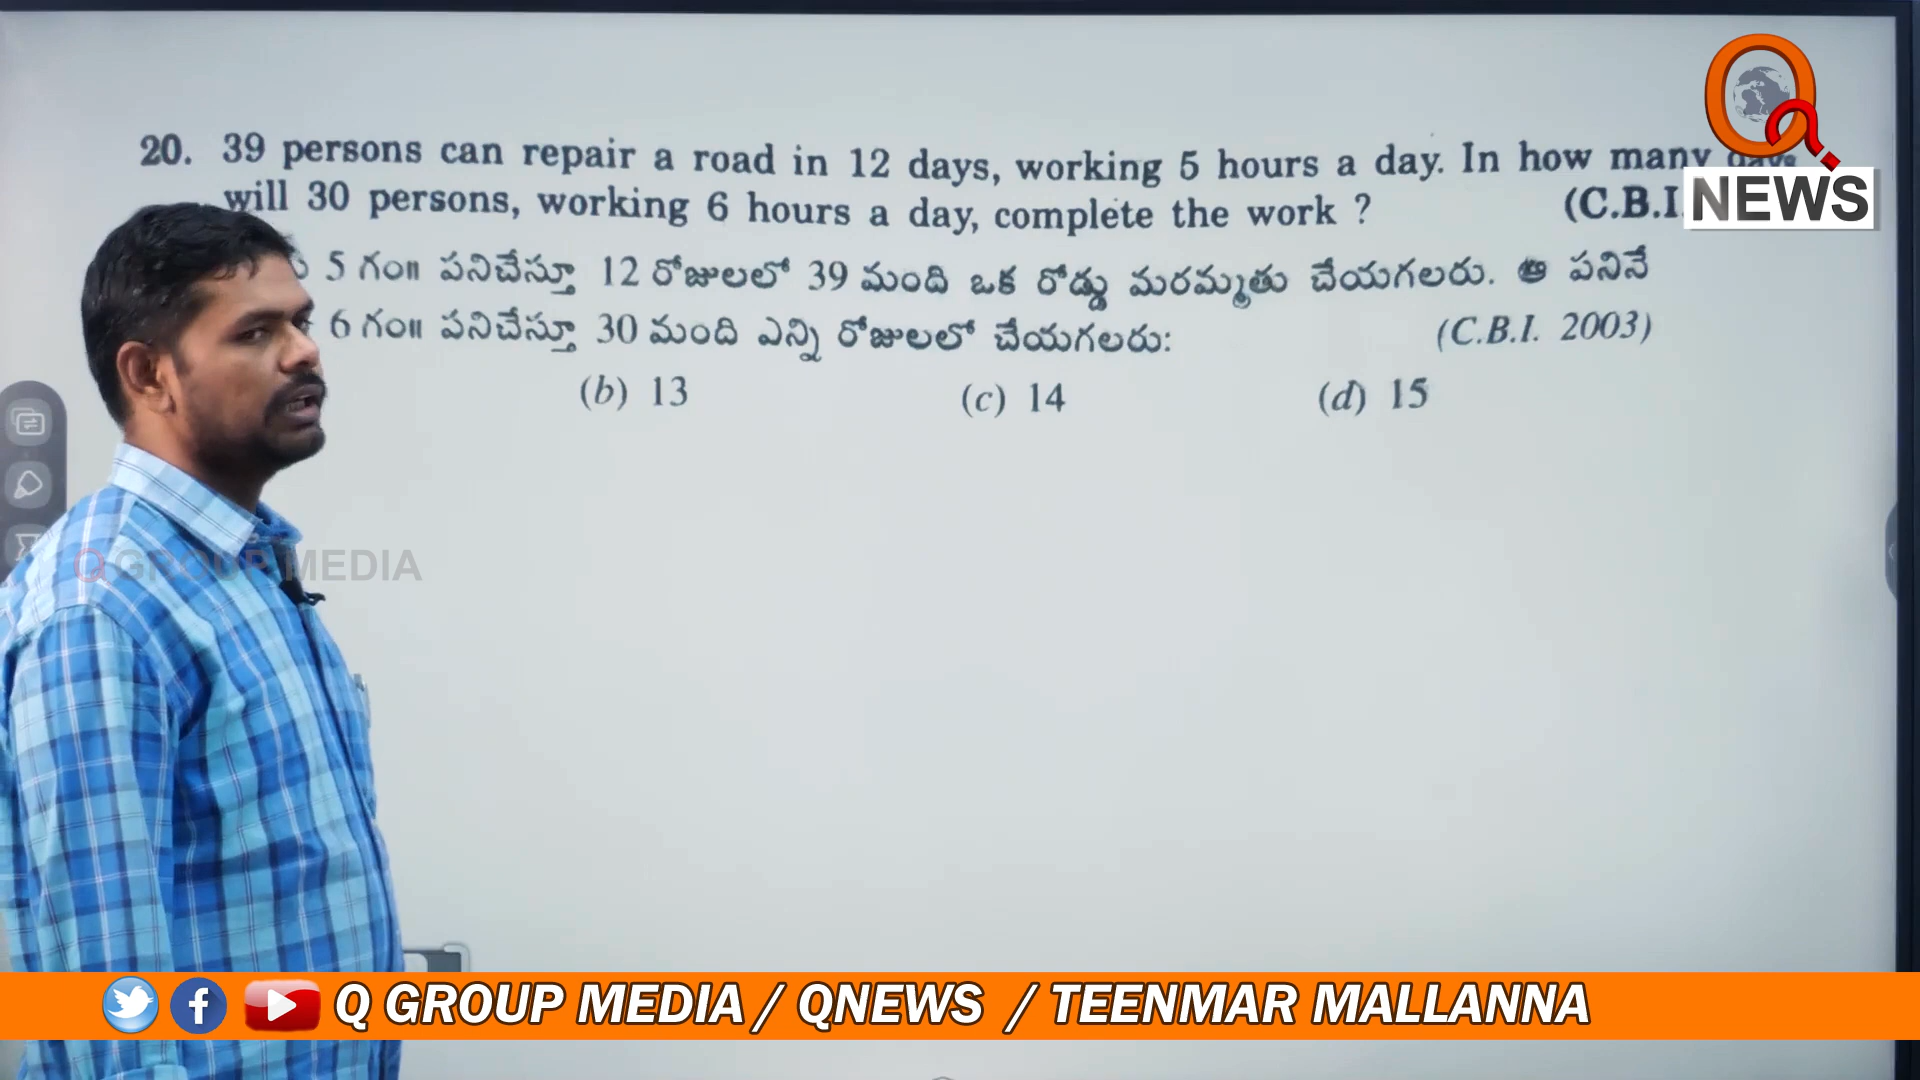 20. 39 persons can repair a road in 12 days, working 5 hours a day. In how many days
will 30 persons, working 6 hours a day, complete the work ? (C.B.I.
5 గం॥ పనిచేస్తూ 12 రోజులలో 39 మంది ఒక రోడ్డు మరమ్మతు చేయగలరు. ఆ పనినే
6 గం॥ పనిచేస్తూ 30 మంది ఎన్ని రోజులలో చేయగలరు: (C.B.I. 2003)
(b) 13 (c) 14 (d) 15
Q NEWS
Q GROUP MEDIA
Q GROUP MEDIA / QNEWS / TEENMAR MALLANNA